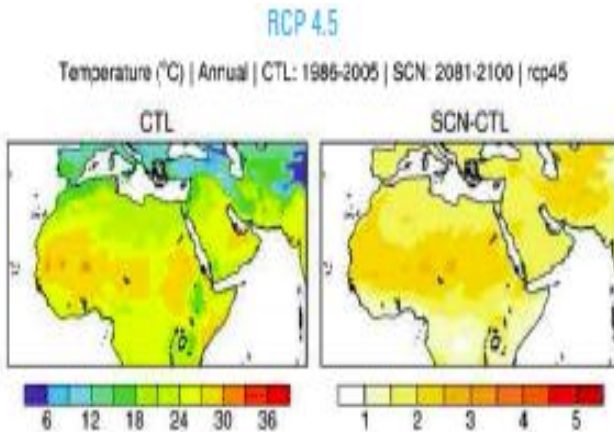 RCP 4.5
Temperature (°C) | Annual | CTL: 1986-2005 | SCN: 2081-2100 | rcp45
CTL
SCN-CTL
6 12 18 24 30 36
1 2 3 4 5